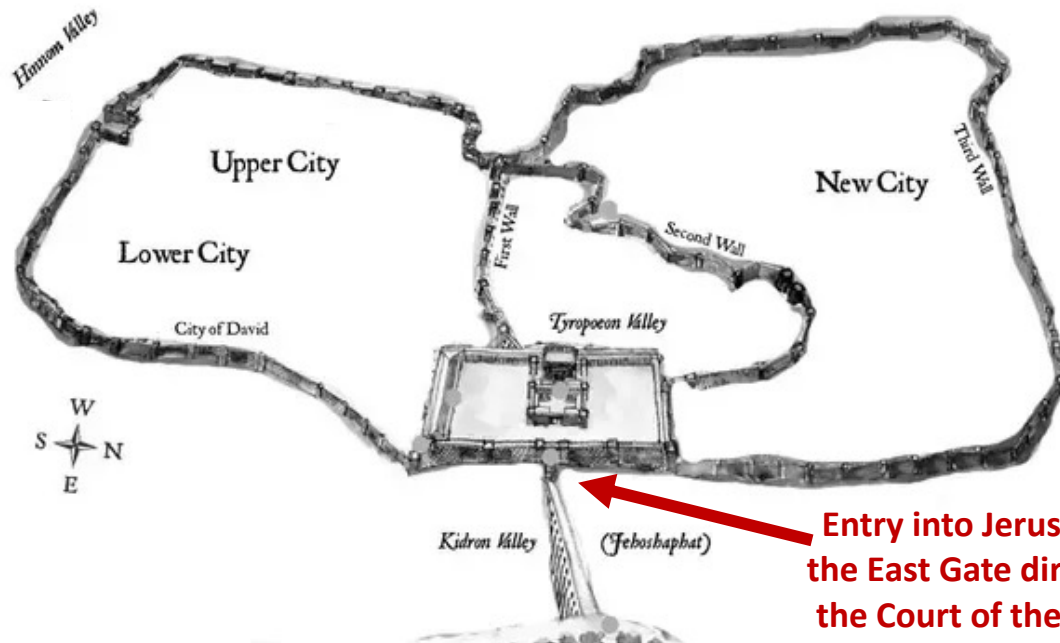 Hinnom Valley
Upper City
New City
Third Wall
First Wall
Second Wall
Lower City
City of David
Tyropoeon Valley
W
S N
E
Kidron Valley (Jehoshaphat)
Entry into Jerus
the East Gate dir
the Court of the